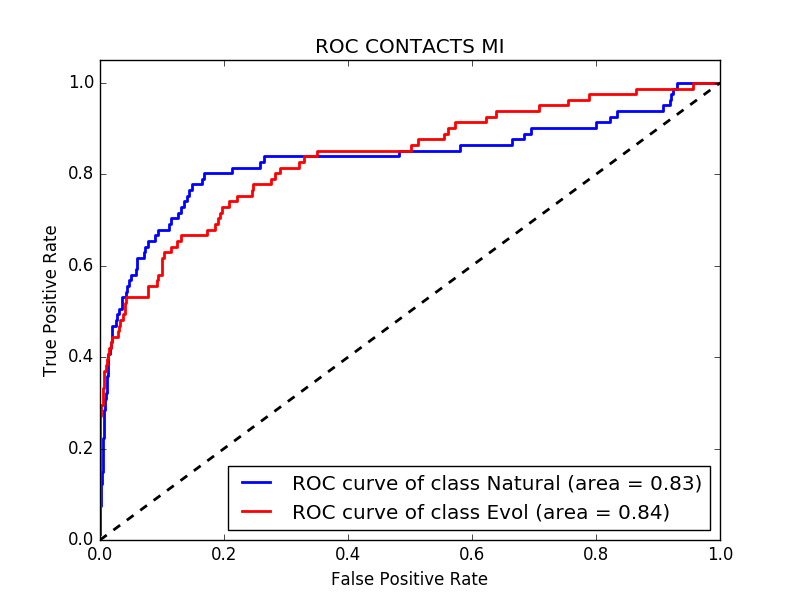 ROC CONTACTS MI
True Positive Rate
1.0
0.8
0.6
0.4
0.2
0.0
ROC curve of class Natural (area = 0.83)
ROC curve of class Evol (area = 0.84)
0.0 0.2 0.4 0.6 0.8 1.0
False Positive Rate